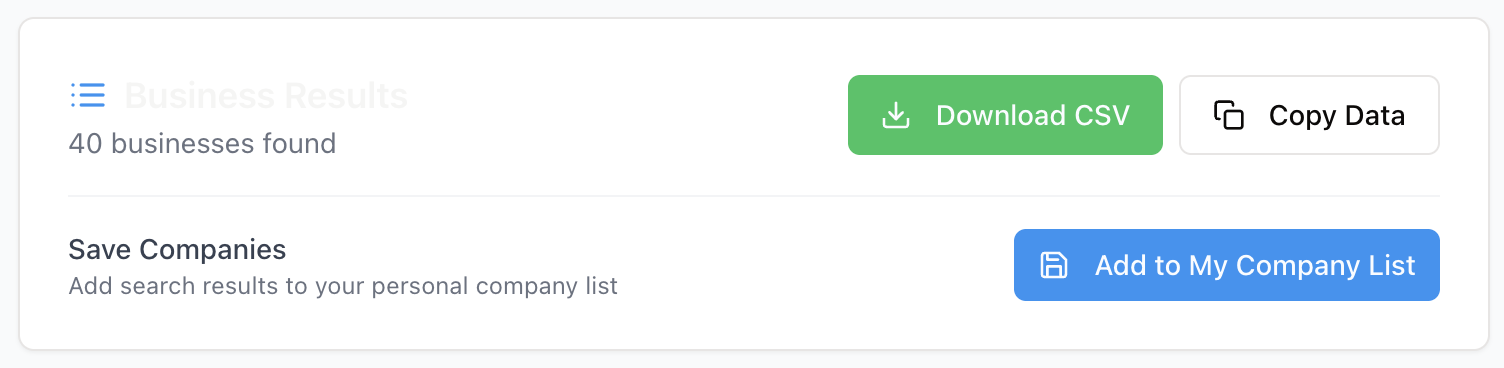 Business Results
40 businesses found
Download CSV
Copy Data
Save Companies
Add search results to your personal company list
Add to My Company List